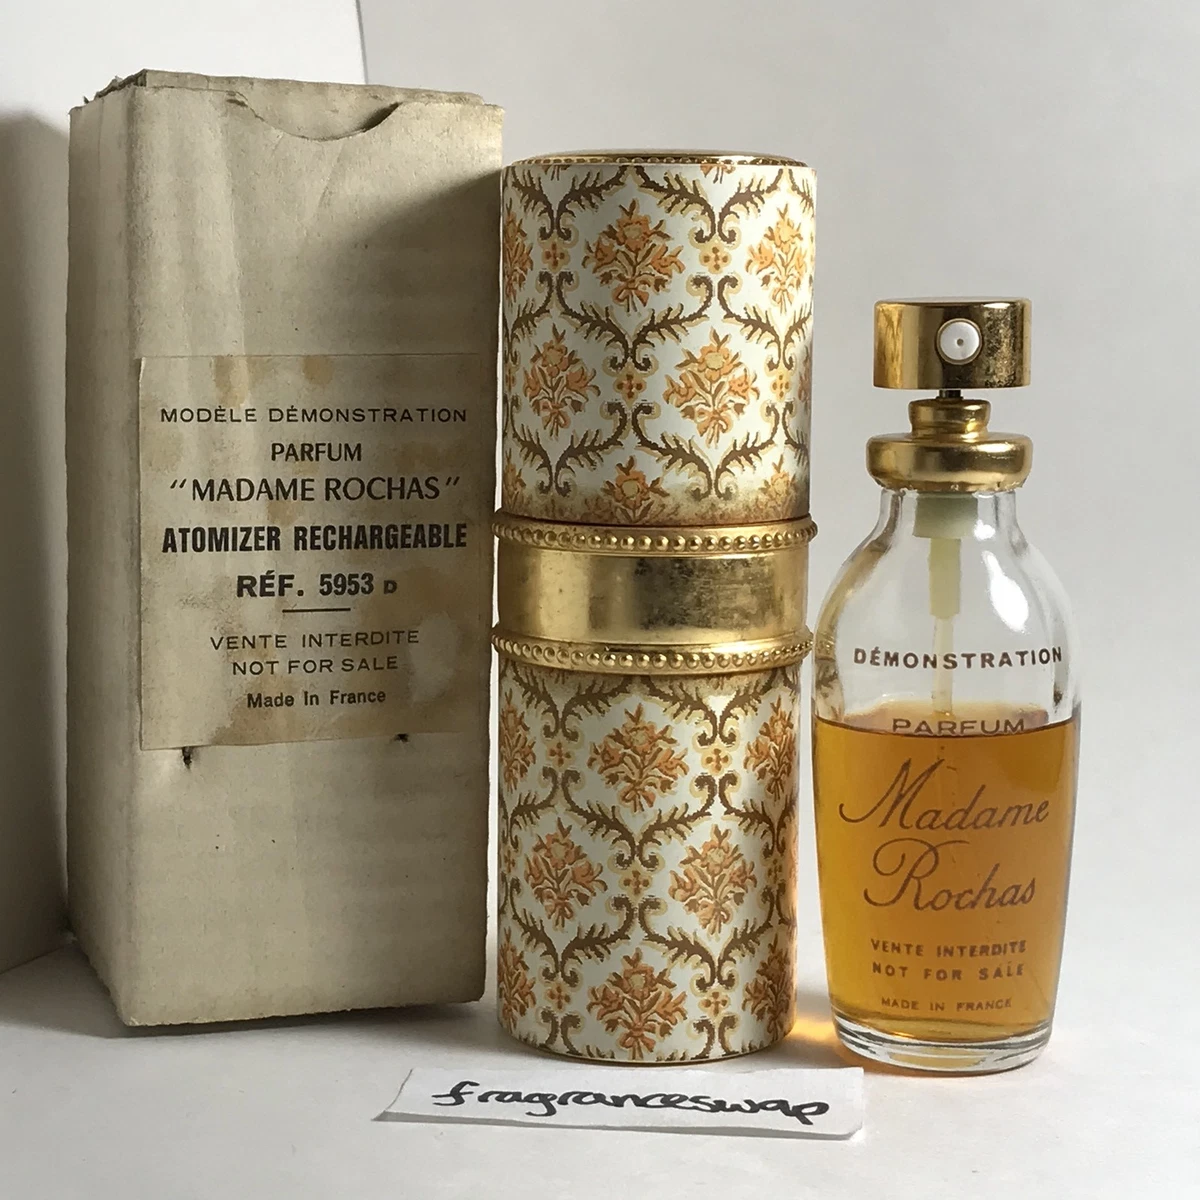 MODÈLE DÉMONSTRATION
PARFUM
"MADAME ROCHAS"
ATOMIZER RECHARGEABLE
RÉF. 5953 D
VENTE INTERDITE
NOT FOR SALE
Made In France
DÉMONSTRATION
PARFUM
Madame
Rochas
VENTE INTERDITE
NOT FOR SALE
MADE IN FRANCE
fragranceswap